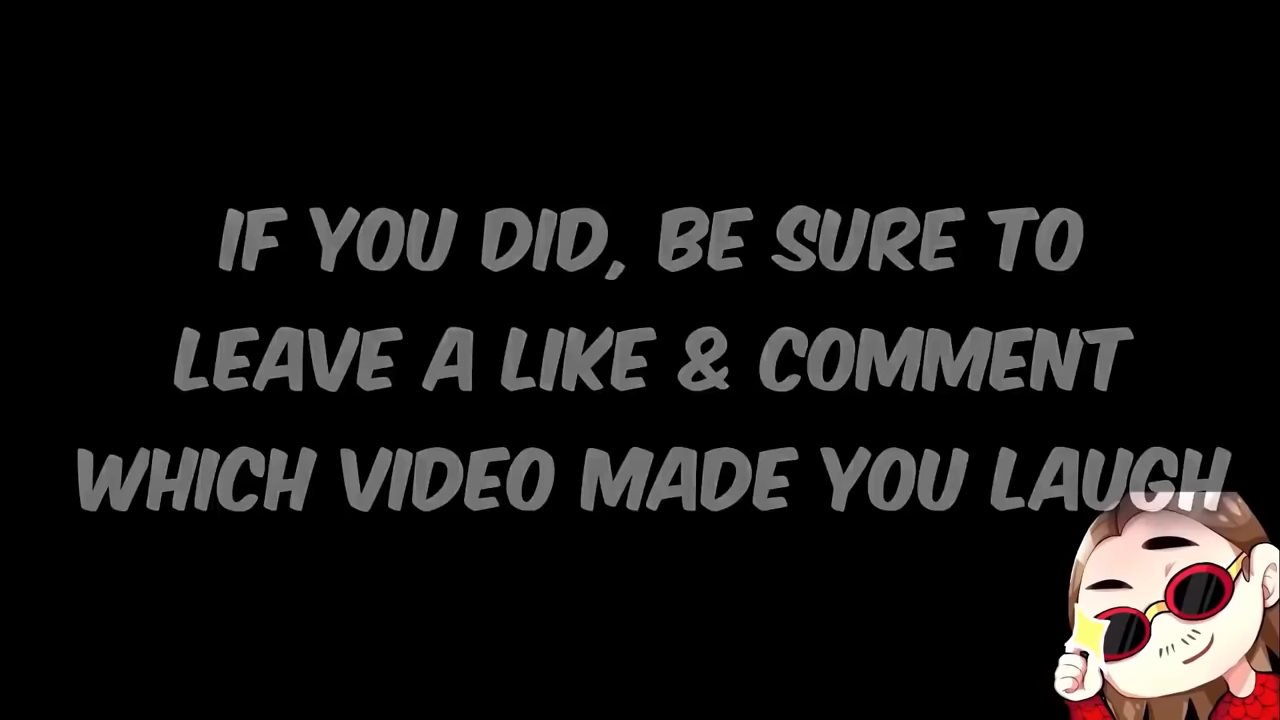 IF YOU DID, BE SURE TO
LEAVE A LIKE & COMMENT
WHICH VIDEO MADE YOU LAUGH